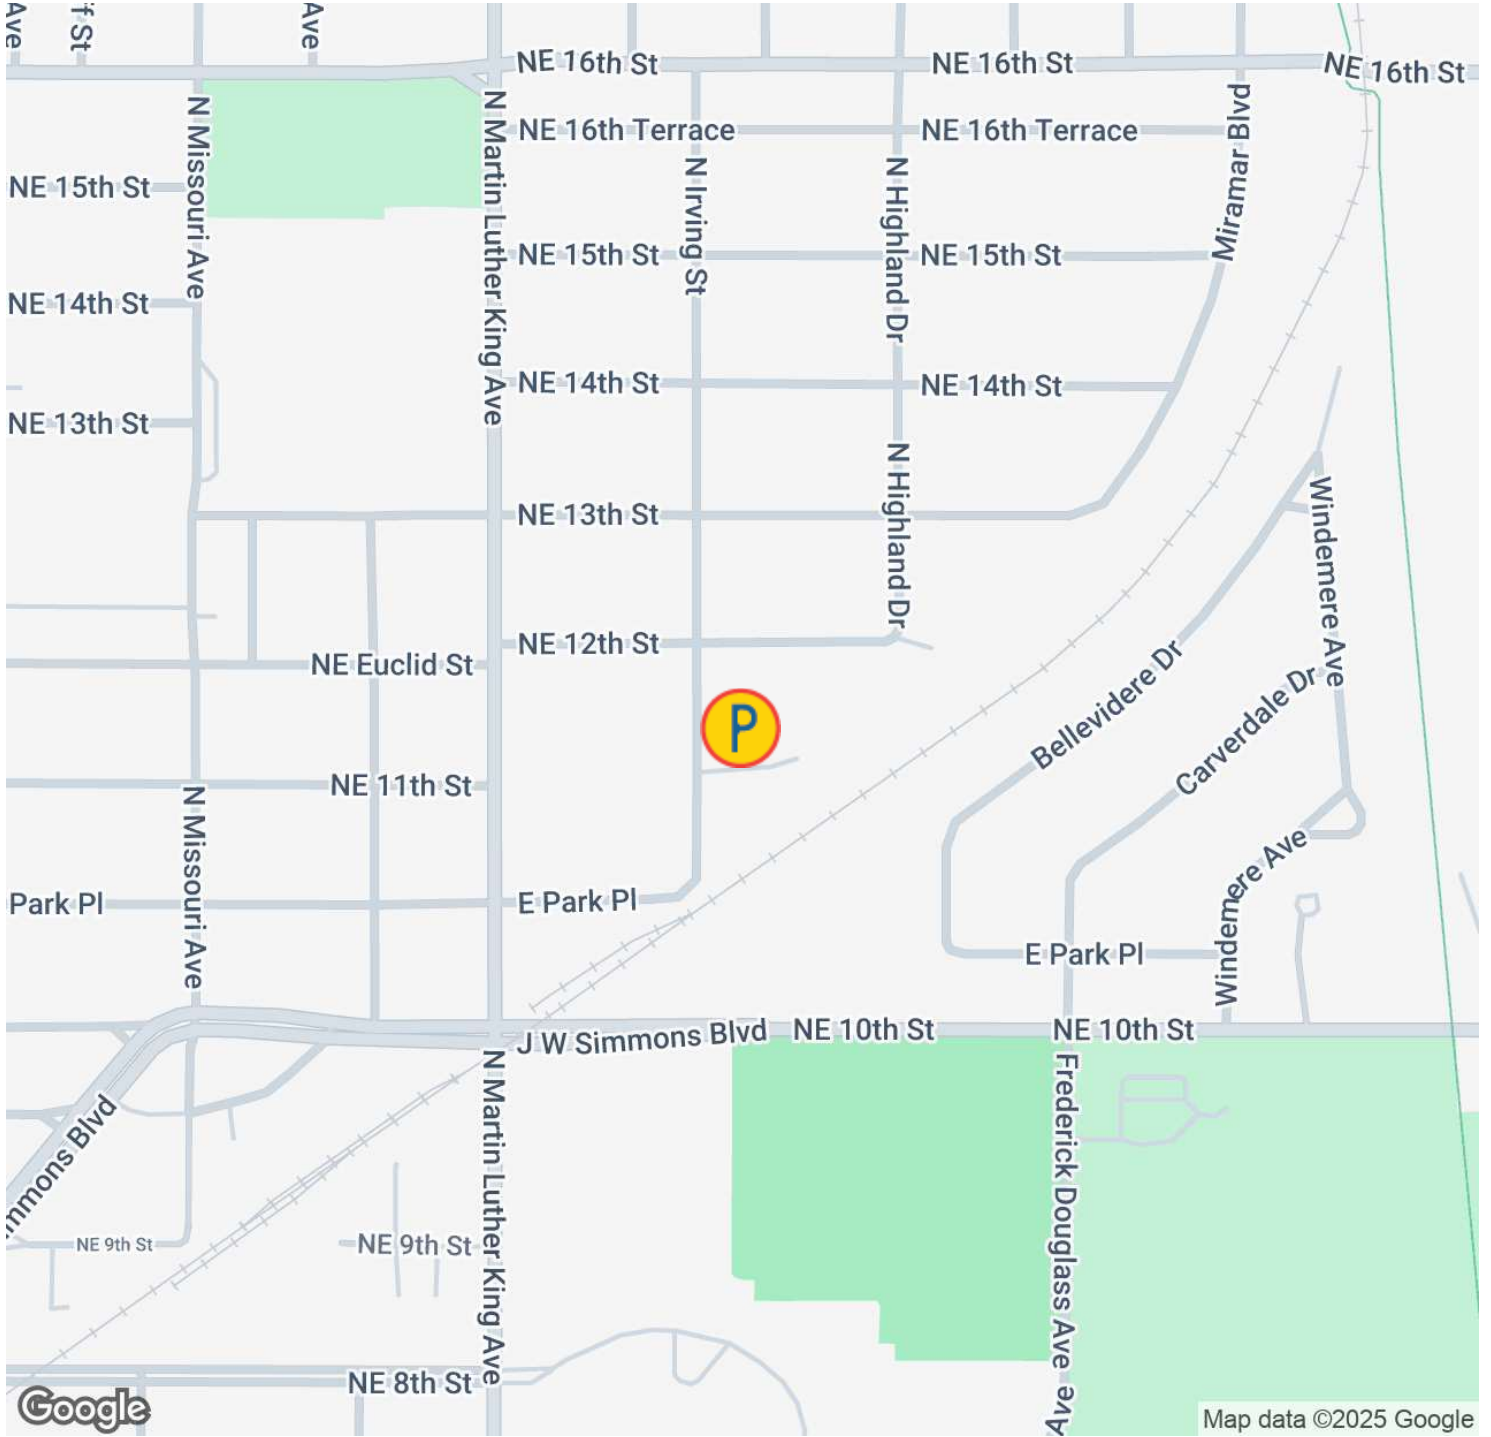 Ave
ff St
Ave
NE 16th St
NE 16th St
NE 16th St
N Missouri Ave
N Martin Luther King Ave
NE 16th Terrace
NE 16th Terrace
Miramar Blvd
NE 15th St
N Irving St
N Highland Dr
NE 15th St
NE 15th St
NE 14th St
NE 14th St
NE 14th St
NE 13th St
N Highland Dr
NE 13th St
Windemere Ave
NE 12th St
NE Euclid St
Bellevidere Dr
Carverdale Dr
P
NE 11th St
N Missouri Ave
Windemere Ave
Park Pl
E Park Pl
E Park Pl
J W Simmons Blvd
NE 10th St
NE 10th St
N Martin Luther King Ave
Frederick Douglass Ave
mmons Blvd
NE 9th St
NE 9th St
NE 8th St
Ave
Google
Map data ©2025 Google